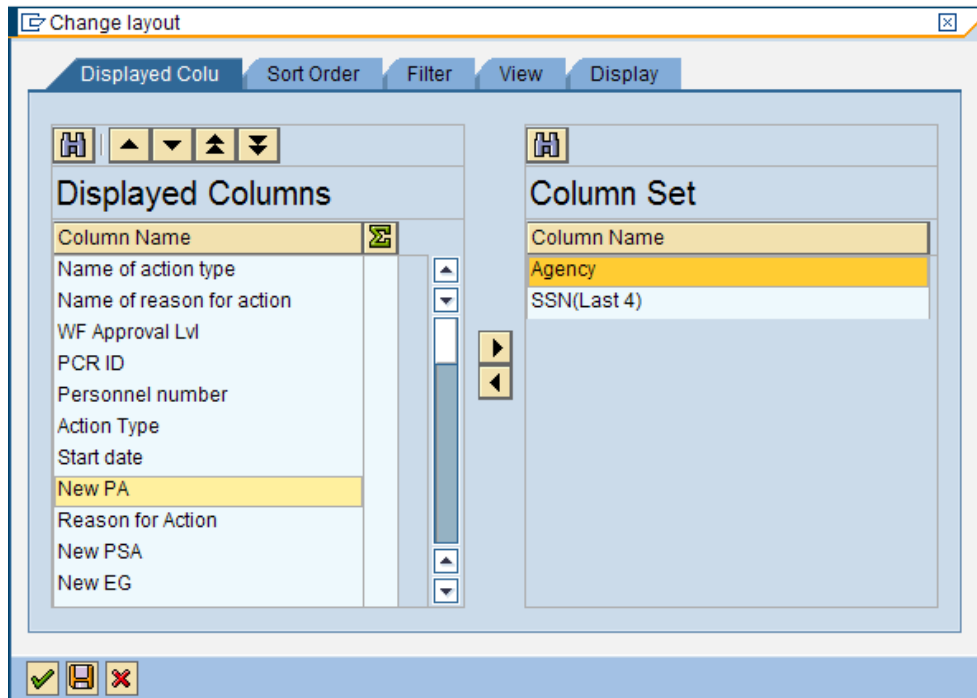 Change layout
Displayed Colu Sort Order Filter View Display
Displayed Columns
Column Name
Name of action type
Name of reason for action
WF Approval Lvl
PCR ID
Personnel number
Action Type
Start date
New PA
Reason for Action
New PSA
New EG
Column Set
Column Name
Agency
SSN(Last 4)